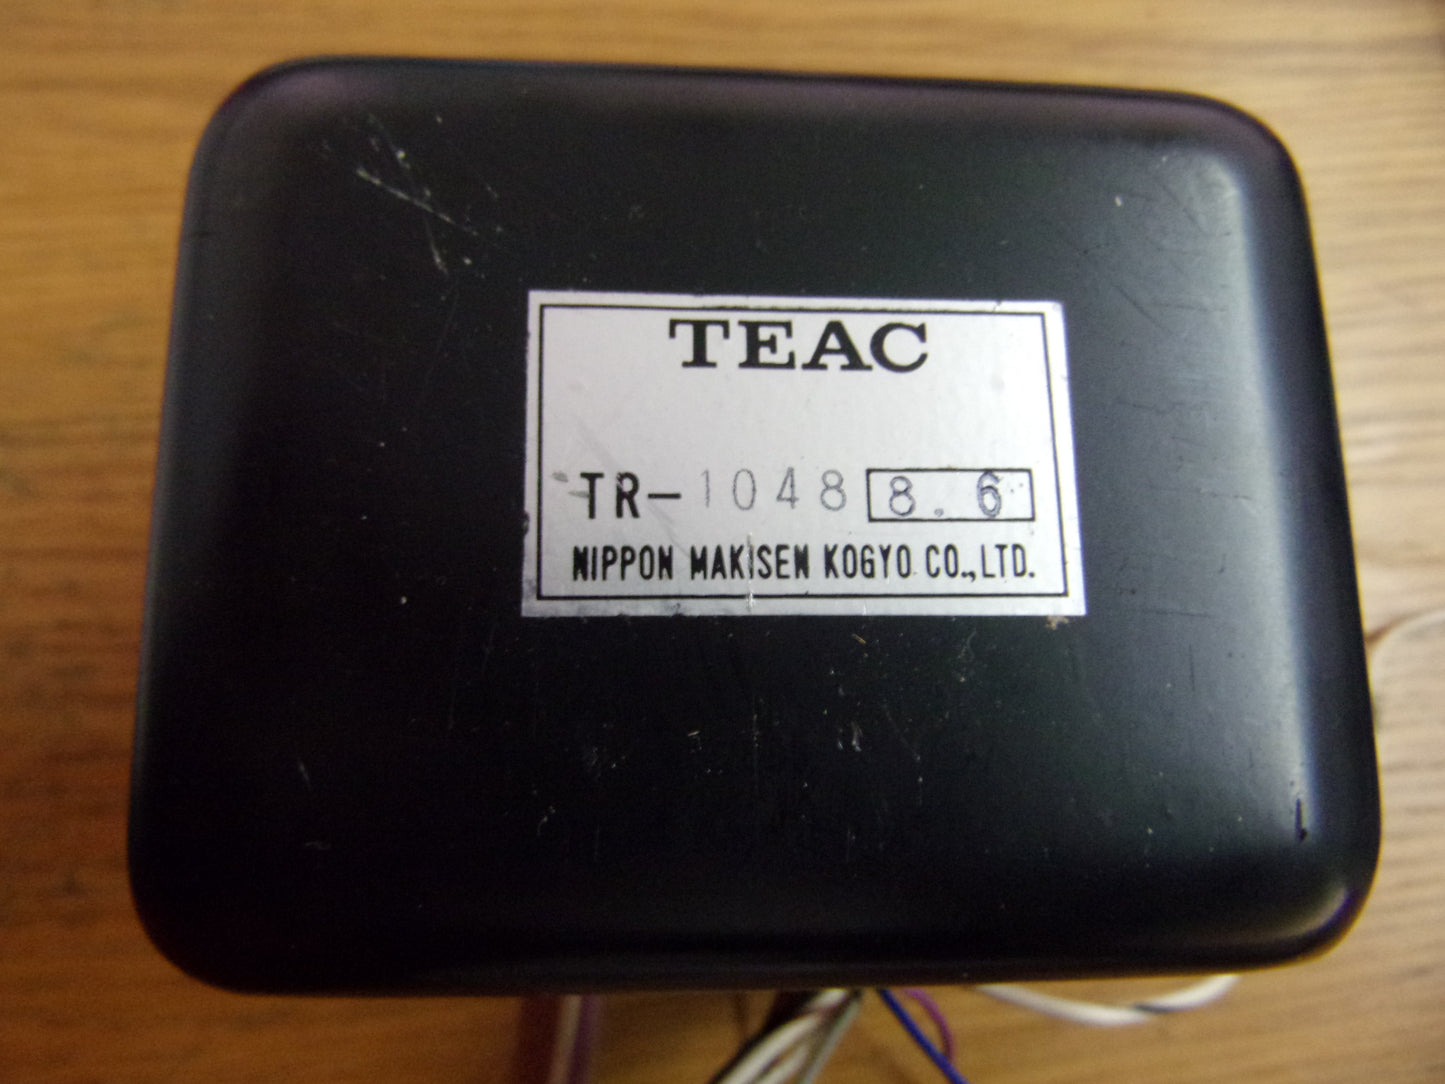 TEAC
TR-1048 8.6
NIPPON MAKISEN KOGYO CO.,LTD.